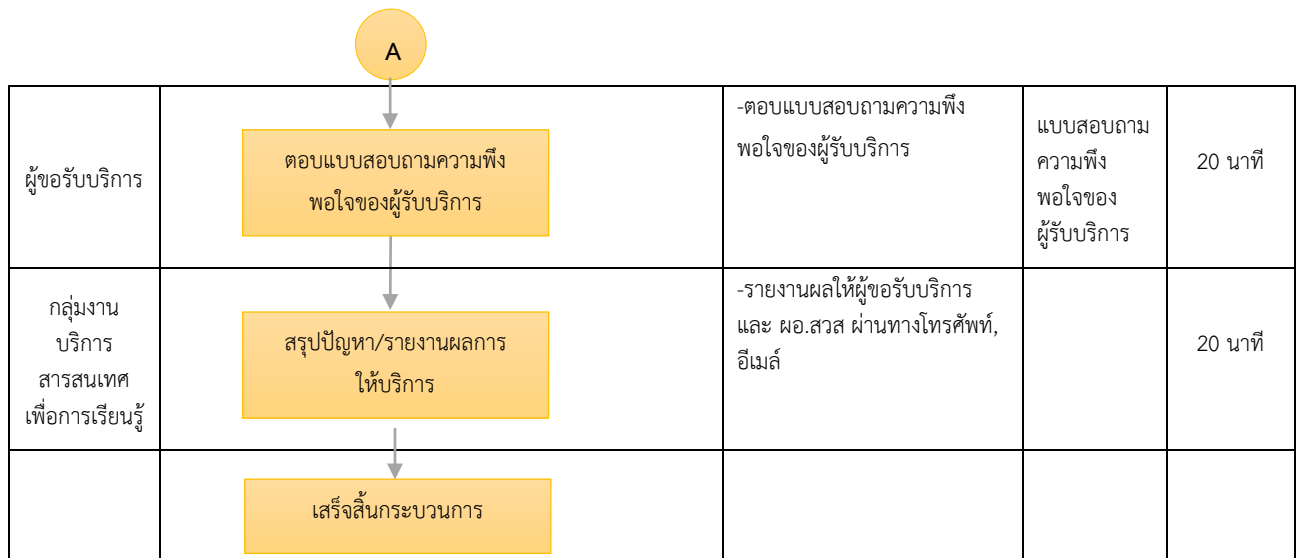 A
ผู้ขอรับบริการ
ตอบแบบสอบถามความพึง
พอใจของผู้รับบริการ
-ตอบแบบสอบถามความพึง
พอใจของผู้รับบริการ
แบบสอบถาม
ความพึง
พอใจของ
ผู้รับบริการ
20 นาที
กลุ่มงาน
บริการ
สารสนเทศ
เพื่อการเรียนรู้
สรุปปัญหา/รายงานผลการ
ให้บริการ
-รายงานผลให้ผู้ขอรับบริการ
และ ผอ.สวส ผ่านทางโทรศัพท์,
อีเมล์
20 นาที
เสร็จสิ้นกระบวนการ